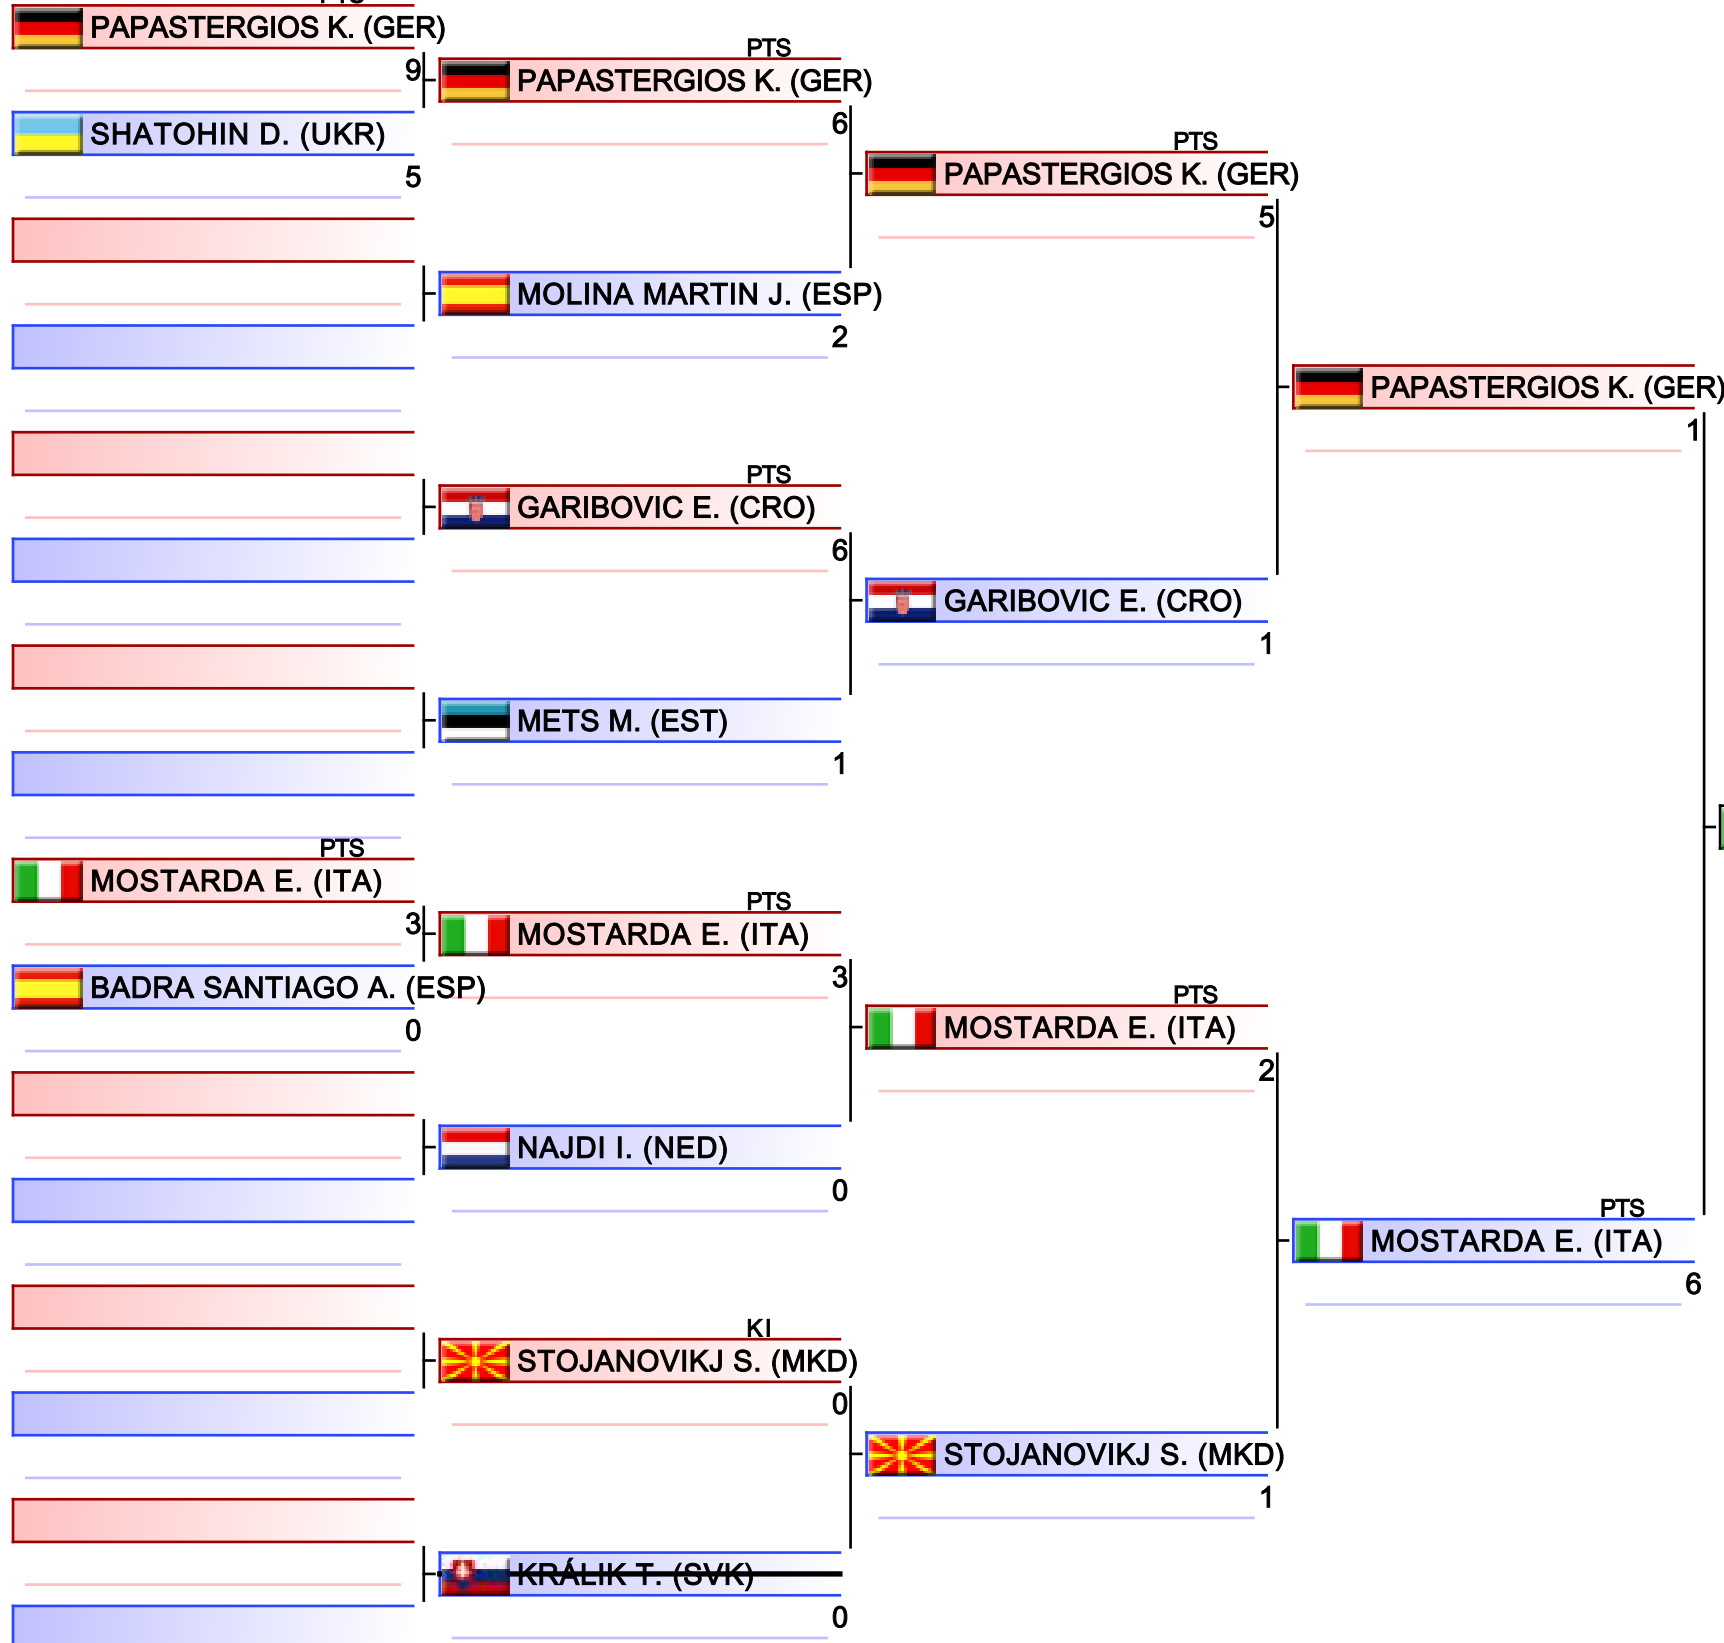 PAPASTERGIOS K. (GER)
9
SHATOHIN D. (UKR)
5
PTS
MOSTARDA E. (ITA)
3
BADRA SANTIAGO A. (ESP)
0
PTS
PAPASTERGIOS K. (GER)
6
MOLINA MARTIN J. (ESP)
2
PTS
GARIBOVIC E. (CRO)
6
METS M. (EST)
1
PTS
MOSTARDA E. (ITA)
3
NAJDI I. (NED)
0
KI
STOJANOVIKJ S. (MKD)
0
KRÁLIK T. (SVK)
0
PTS
PAPASTERGIOS K. (GER)
5
GARIBOVIC E. (CRO)
1
PTS
MOSTARDA E. (ITA)
2
STOJANOVIKJ S. (MKD)
1
PAPASTERGIOS K. (GER)
1
PTS
MOSTARDA E. (ITA)
6